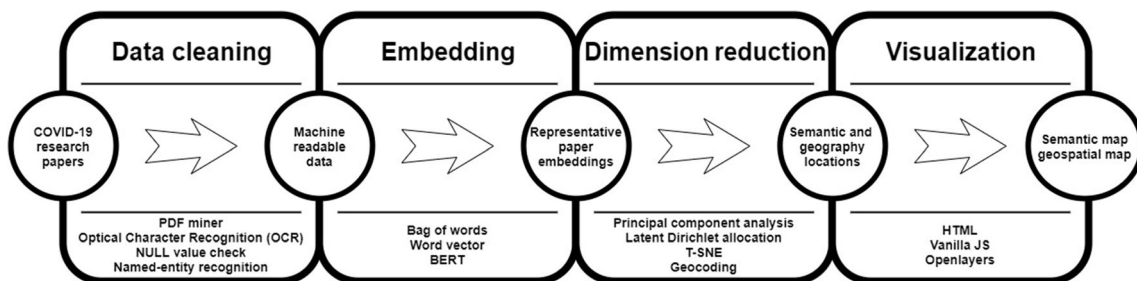 Data cleaning
Embedding
Dimension reduction
Visualization
COVID-19
research
papers
Machine
readable
data
Representative
paper
embeddings
Semantic and
geography
locations
Semantic map
geospatial map
PDF miner
Optical Character Recognition (OCR)
NULL value check
Named-entity recognition
Bag of words
Word vector
BERT
Principal component analysis
Latent Dirichlet allocation
T-SNE
Geocoding
HTML
Vanilla JS
Openlayers